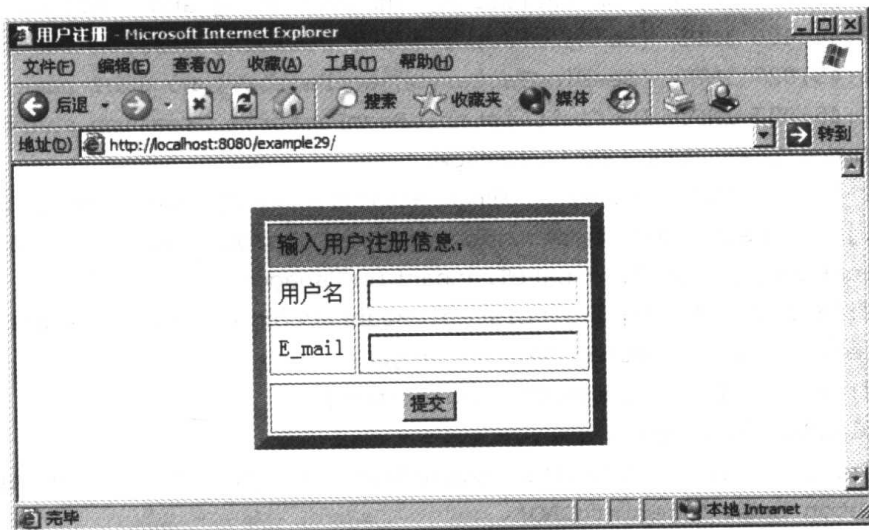 用户注册 - Microsoft Internet Explorer
文件(F) 编辑(E) 查看(V) 收藏(A) 工具(T) 帮助(H)
后退 搜索 收藏夹 媒体
地址(D) http://localhost:8080/example29/ 转到
输入用户注册信息:
用户名
E_mail
提交
完毕 本地 Intranet